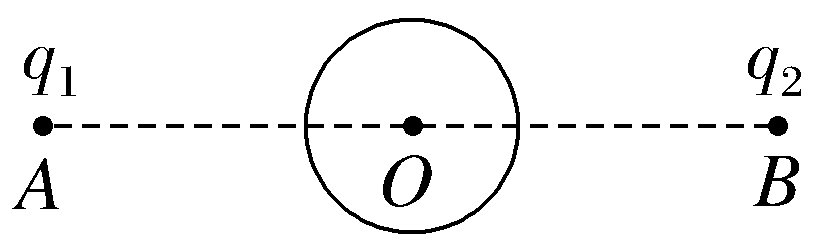 q₁ q₂
A O B